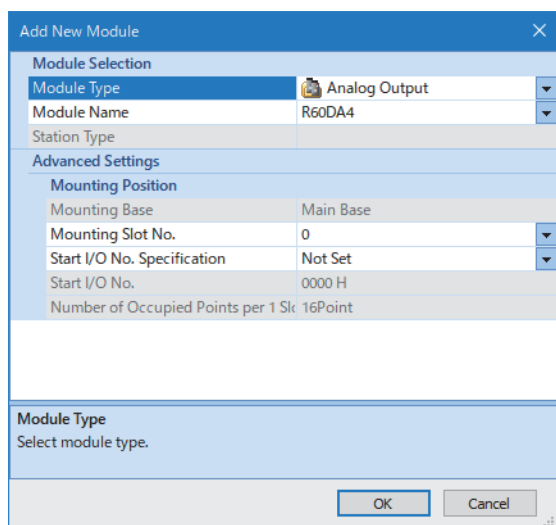 Add New Module
Module Selection
Module Type Analog Output
Module Name R60DA4
Station Type
Advanced Settings
Mounting Position
Mounting Base Main Base
Mounting Slot No. 0
Start I/O No. Specification Not Set
Start I/O No. 0000 H
Number of Occupied Points per 1 Slo 16Point
Module Type
Select module type.
OK Cancel